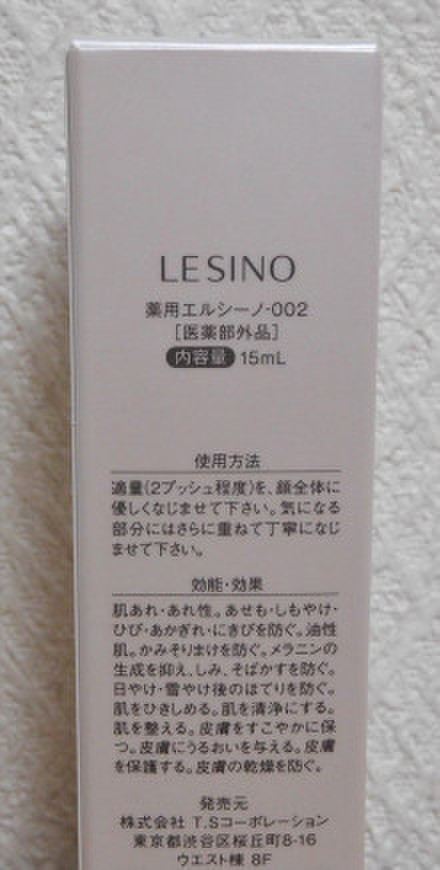 LESINO
薬用エルシーノ-002
[医薬部外品]
内容量 15mL
使用方法
適量(2プッシュ程度)を、顔全体に
優しくなじませて下さい。気になる
部分にはさらに重ねて丁寧になじ
ませて下さい。
効能・効果
肌あれ・あれ性。あせも・しもやけ・
ひび・あかぎれ・にきびを防ぐ。油性
肌。かみそりまけを防ぐ。メラニンの
生成を抑え、しみ、そばかすを防ぐ。
日やけ・雪やけ後のほてりを防ぐ。
肌をひきしめる。肌を清浄にする。
肌を整える。皮膚をすこやかに保
つ。皮膚にうるおいを与える。皮膚
を保護する。皮膚の乾燥を防ぐ。
発売元
株式会社 T.Sコーポレーション
東京都渋谷区桜丘町8-16
ウエスト棟 8F